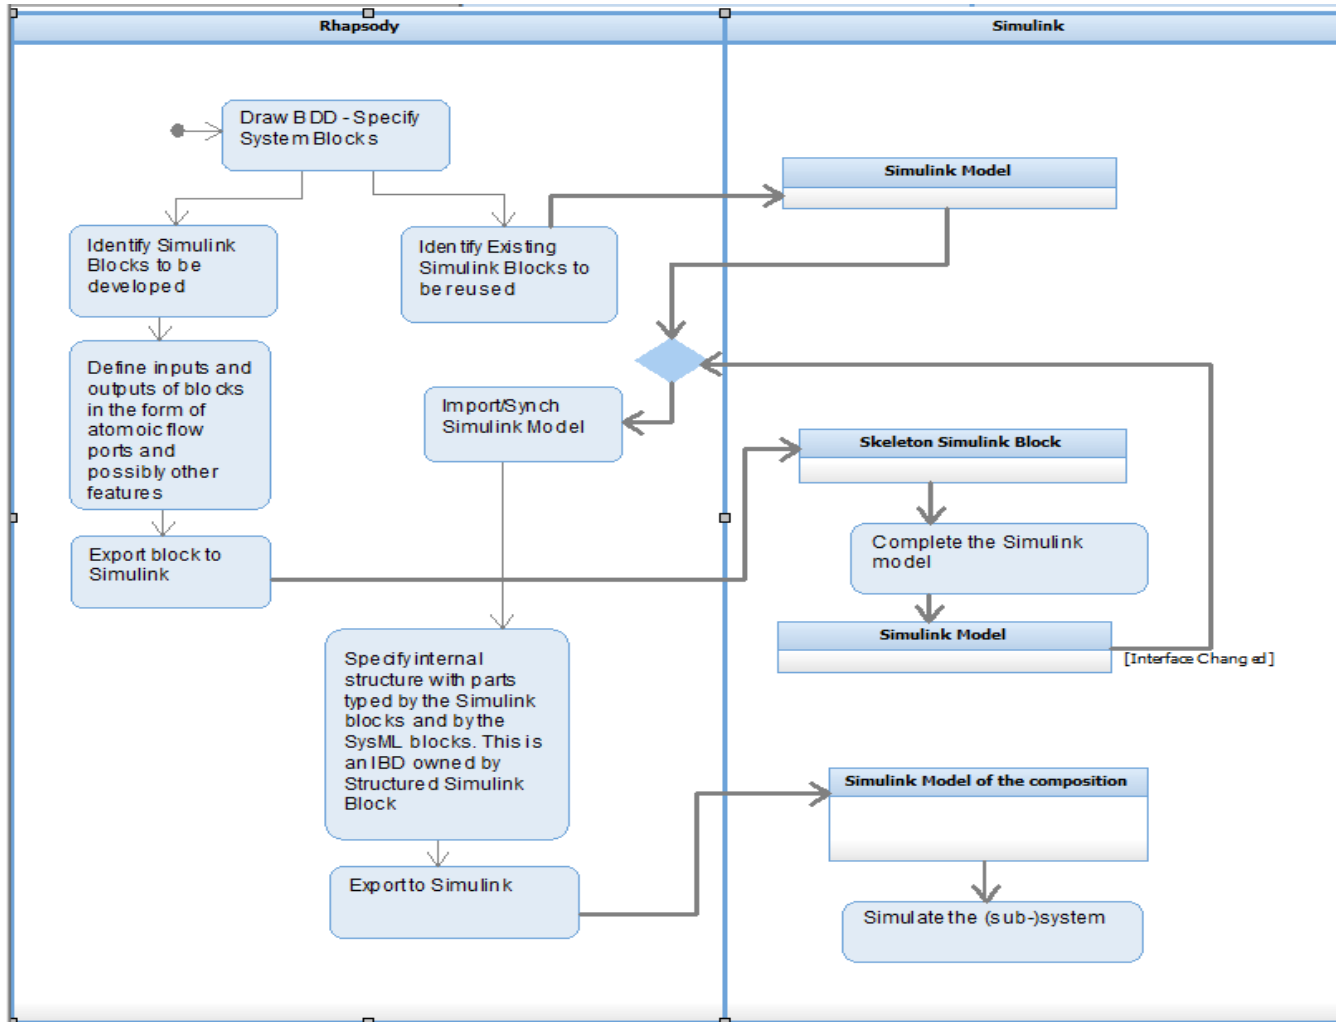 Rhapsody
Simulink
Draw BDD - Specify
System Blocks
Simulink Model
Identify Simulink
Blocks to be
developed
Identify Existing
Simulink Blocks to
be reused
Define inputs and
outputs of blocks
in the form of
atomoic flow
ports and
possibly other
features
Import/Synch
Simulink Model
Skeleton Simulink Block
Export block to
Simulink
Complete the Simulink
model
Simulink Model
[Interface Changed]
Specify internal
structure with parts
typed by the Simulink
blocks and by the
SysML blocks. This is
an IBD owned by
Structured Simulink
Block
Simulink Model of the composition
Export to Simulink
Simulate the (sub-)system